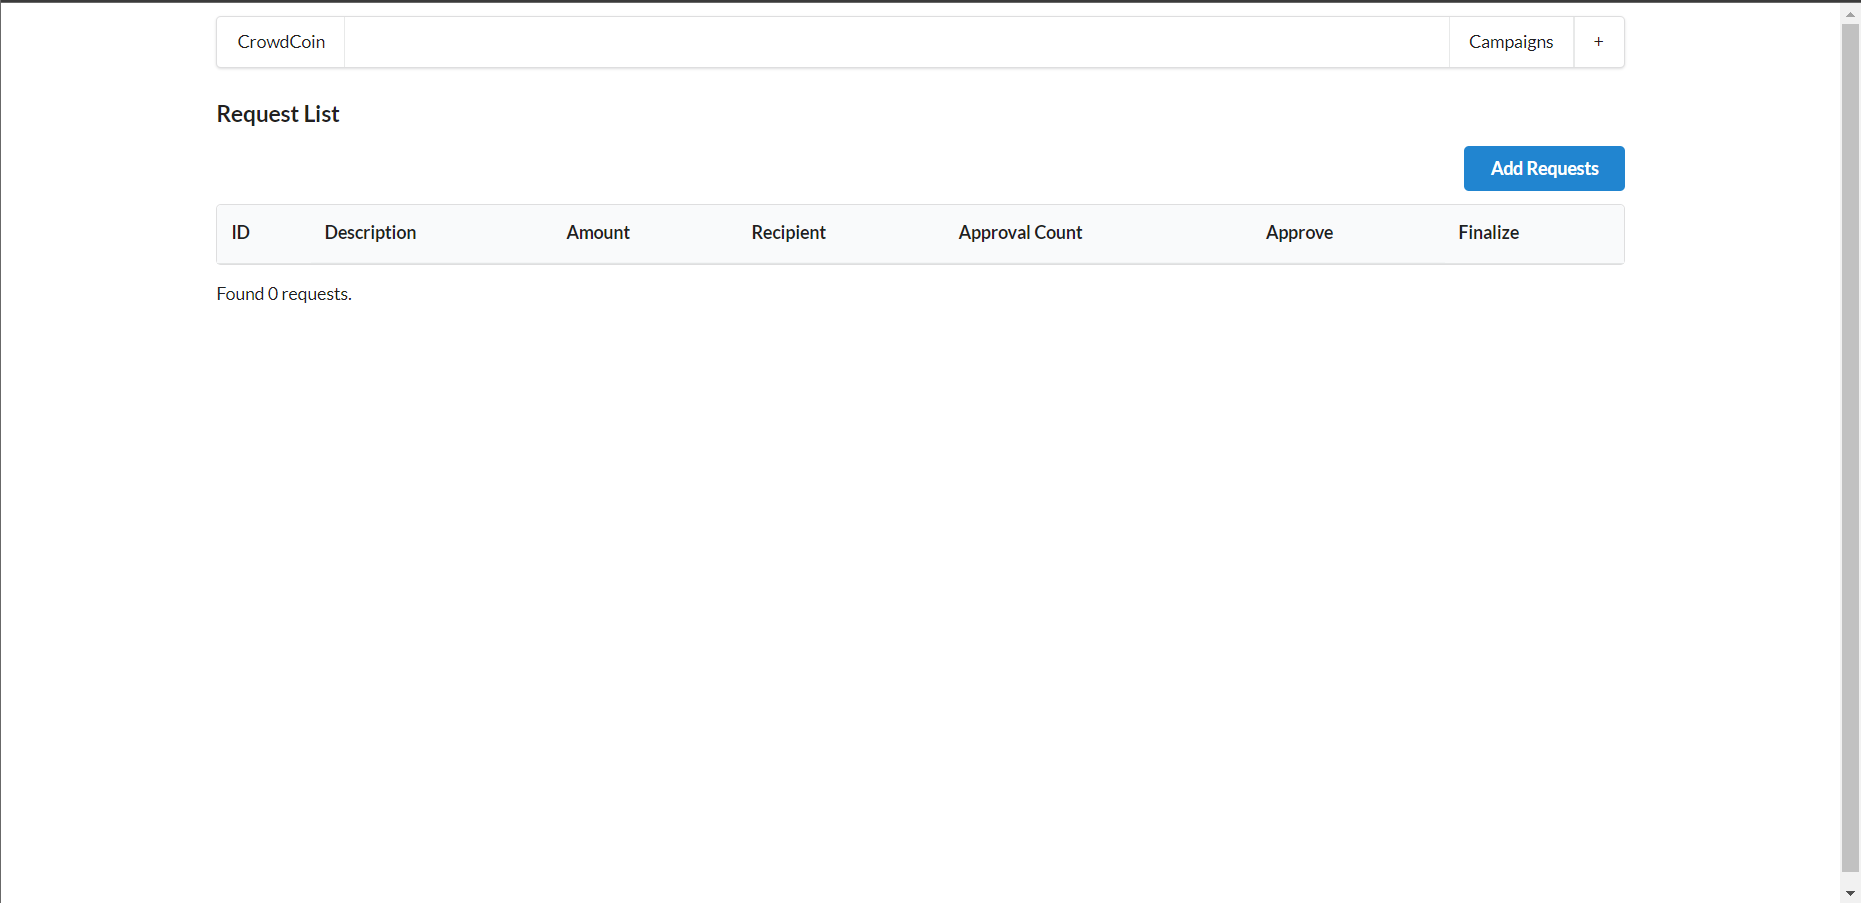 CrowdCoin Campaigns +
Request List
Add Requests
ID Description Amount Recipient Approval Count Approve Finalize
Found 0 requests.